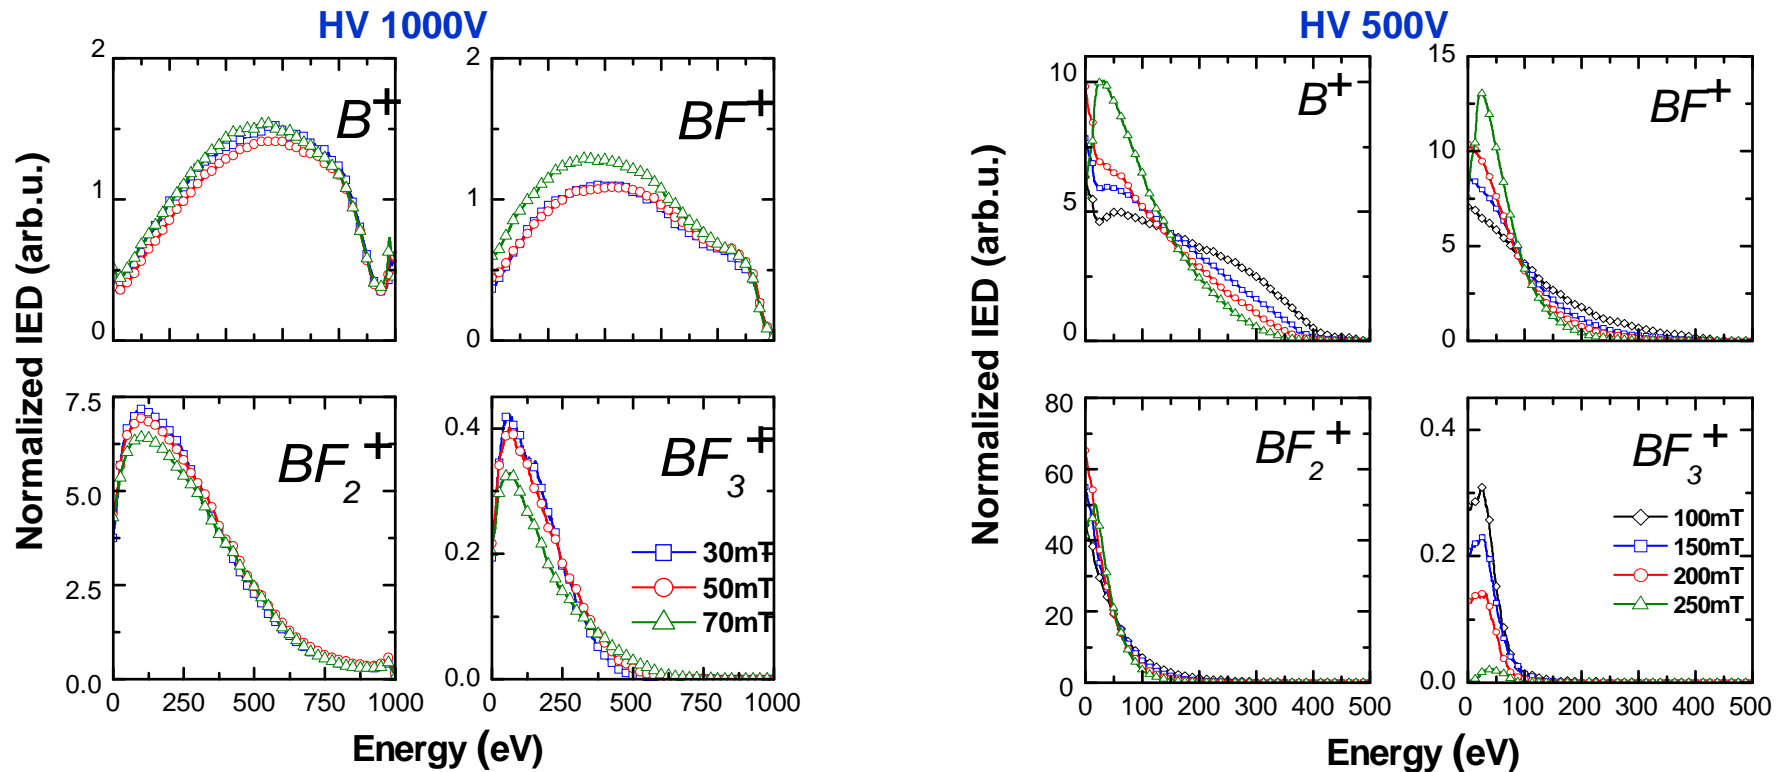 HV 1000V
HV 500V
Normalized IED (arb.u.)
2
1
0
B+
2
1
0
BF+
7.5
5.0
2.5
0.0
BF2+
0.4
0.2
0.0
BF3+
30mT
50mT
70mT
0 250 500 750 1000
0 250 500 750 1000
Energy (eV)
Normalized IED (arb.u.)
10
5
0
B+
15
10
5
0
BF+
80
60
40
20
0
BF2+
0.4
0.2
0.0
BF3+
100mT
150mT
200mT
250mT
0 100 200 300 400 500
0 100 200 300 400 500
Energy (eV)